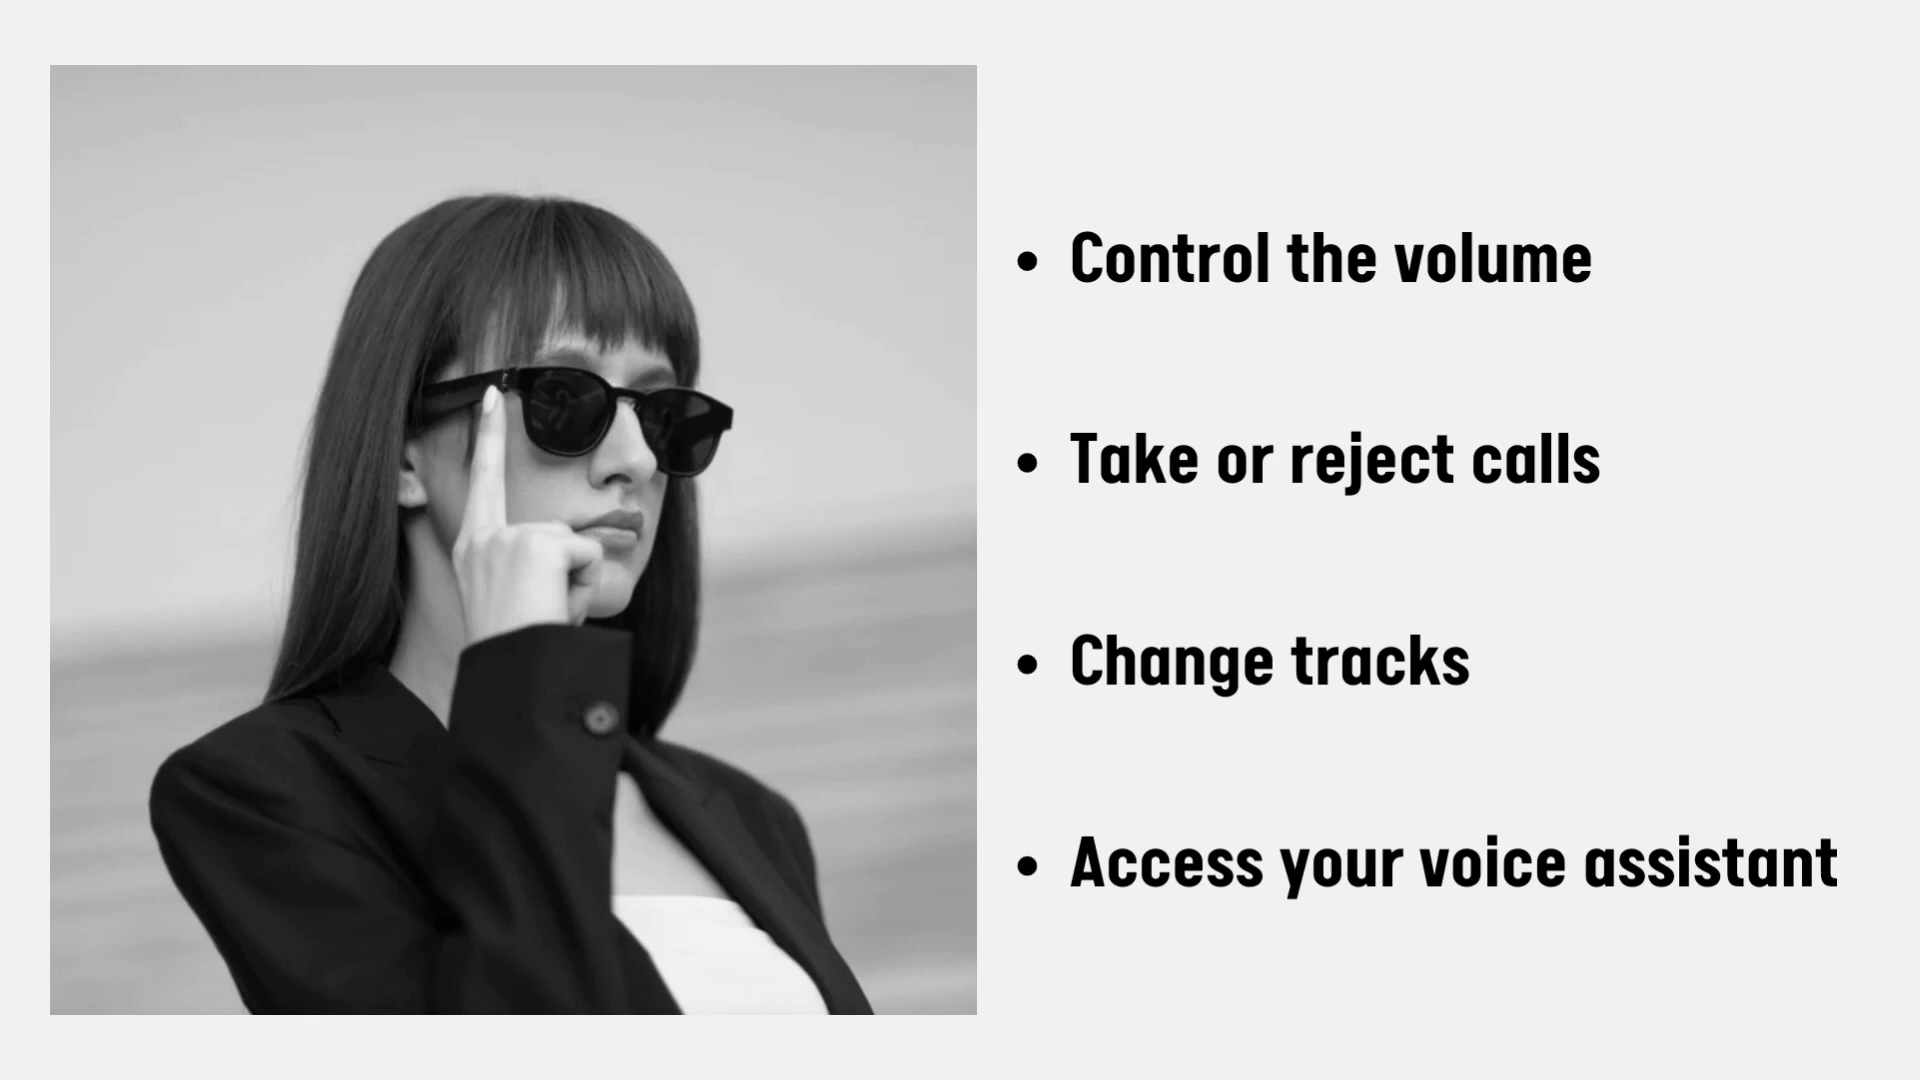 • Control the volume
• Take or reject calls
• Change tracks
• Access your voice assistant